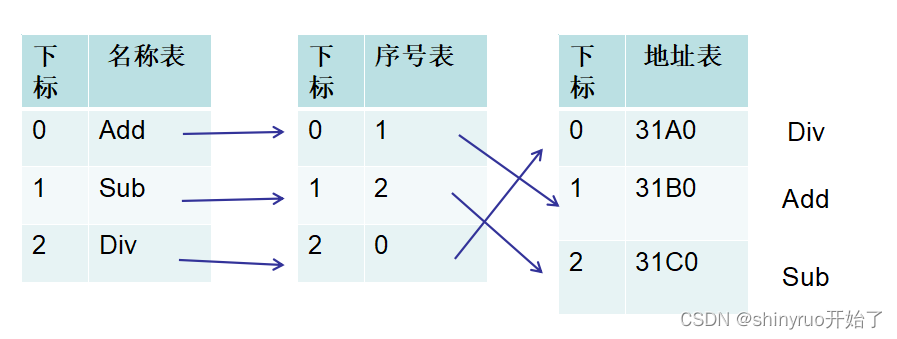 下标 名称表
0 Add
1 Sub
2 Div
下标 序号表
0 1
1 2
2 0
下标 地址表
0 31A0
1 31B0
2 31C0
Div
Add
Sub
CSDN @shinyruo开始了